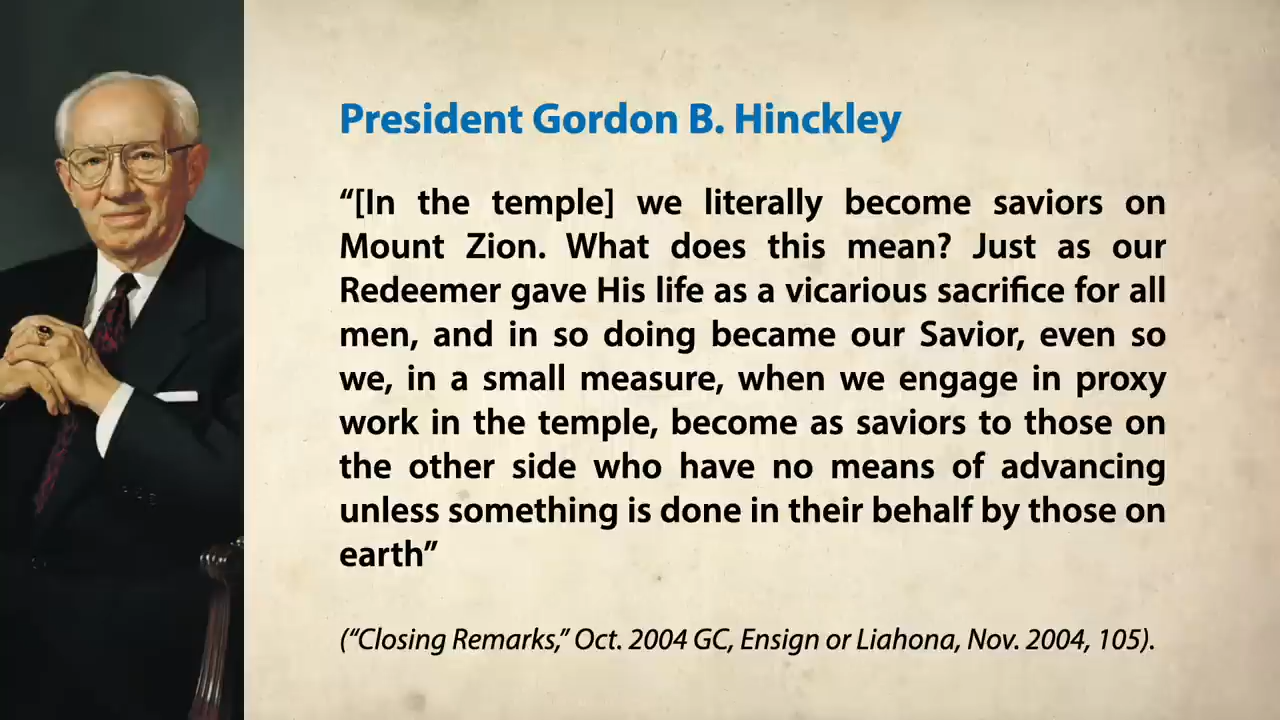 President Gordon B. Hinckley
“[In the temple] we literally become saviors on
Mount Zion. What does this mean? Just as our
Redeemer gave His life as a vicarious sacrifice for all
men, and in so doing became our Savior, even so
we, in a small measure, when we engage in proxy
work in the temple, become as saviors to those on
the other side who have no means of advancing
unless something is done in their behalf by those on
earth”
(“Closing Remarks,” Oct. 2004 GC, Ensign or Liahona, Nov. 2004, 105).